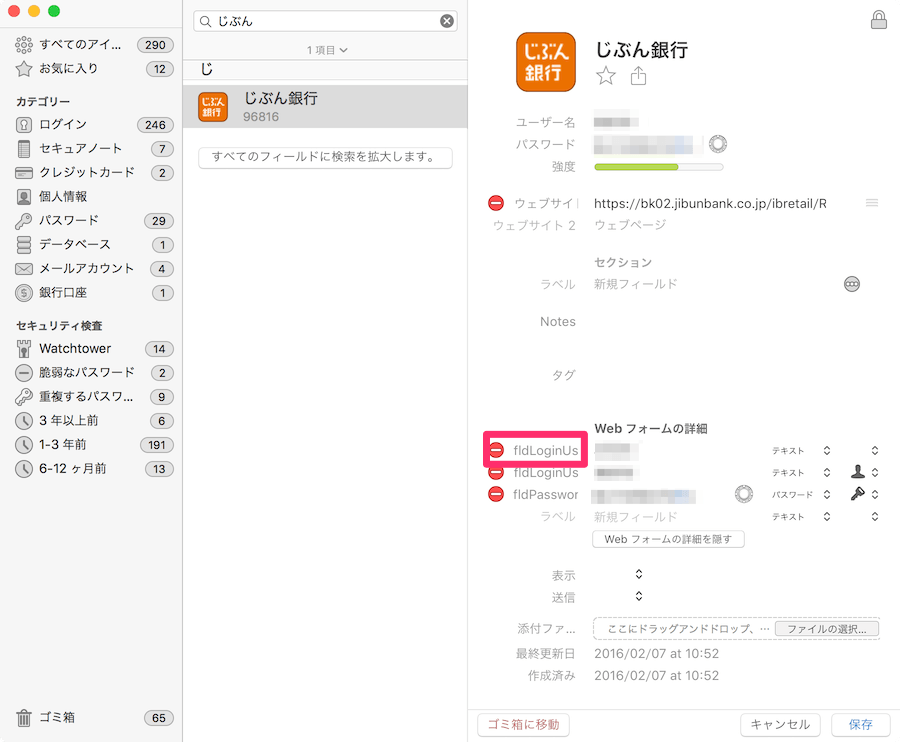 すべてのアイ... 290
お気に入り 12
カテゴリー
ログイン 246
セキュアノート 7
クレジットカード 2
個人情報
パスワード 29
データベース 1
メールアカウント 4
銀行口座 1
セキュリティ検査
Watchtower 14
脆弱なパスワード 2
重複するパスワ... 9
3 年以上前 6
1-3 年前 191
6-12 ヶ月前 13
ゴミ箱 65
じぶん
1 項目
じ
じぶん銀行
じぶん銀行
96816
すべてのフィールドに検索を拡大します。
じぶん銀行
じぶん銀行
ユーザー名
パスワード
強度
ウェブサイ https://bk02.jibunbank.co.jp/ibretail/R
ウェブサイト 2 ウェブページ
セクション
ラベル 新規フィールド
Notes
タグ
Web フォームの詳細
fldLoginUs テキスト
fldLoginUs テキスト
fldPasswor パスワード
ラベル 新規フィールド テキスト
Web フォームの詳細を隠す
表示
送信
添付ファ... ここにドラッグアンドドロップ、... ファイルの選択...
最終更新日 2016/02/07 at 10:52
作成済み 2016/02/07 at 10:52
ゴミ箱に移動 キャンセル 保存